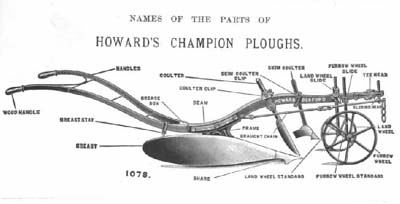 NAMES OF THE PARTS OF
HOWARD'S CHAMPION PLOUGHS.
HANDLES
COULTER
SKIM COULTER CLIP
SKIM COULTER
LAND WHEEL SLIDE
FURROW WHEEL SLIDE
TEE HEAD
COULTER CLIP
GREASE BOX
BEAM
HOWARD BEDFORD
SLIDING HEAD
WOOD HANDLE
BREAST STAY
FRAME
DRAUGHT CHAIN
LAND WHEEL
BREAST
FURROW WHEEL
1078.
SHARE
LAND WHEEL STANDARD
FURROW WHEEL STANDARD